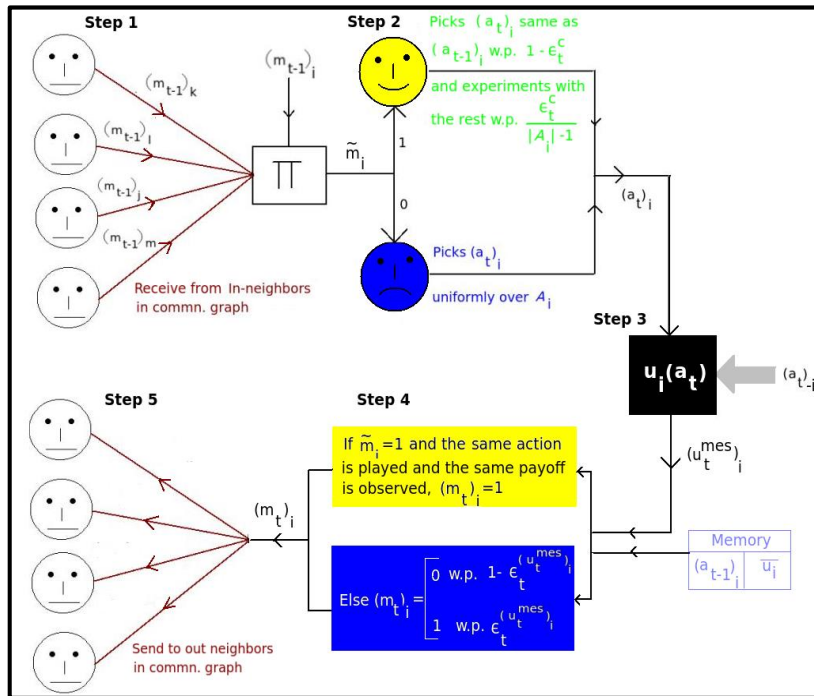 Step 1
Step 2
Picks (a_t)_i same as
(a_{t-1})_i w.p. 1 - ϵ_t^c
and experiments with
the rest w.p. ϵ_t^c / |A_i| -1
(m_{t-1})_k
(m_{t-1})_l
(m_{t-1})_j
(m_{t-1})_m
(m_{t-1})_i
∏
m̃_i
1
0
(a_t)_i
Receive from In-neighbors
in commn. graph
Picks (a_t)_i
uniformly over A_i
Step 3
u_i(a_t)
(a_t)_{-i}
(u_t^{mes})_i
Step 5
Step 4
If m̃_i =1 and the same action
is played and the same payoff
is observed, (m_t)_i =1
(m_t)_i
Memory
(a_{t-1})_i u̅_i
Else (m_t)_i = 0 w.p. 1- ϵ_t^{(u_t^{mes})_i}
1 w.p. ϵ_t^{(u_t^{mes})_i}
Send to out neighbors
in commn. graph